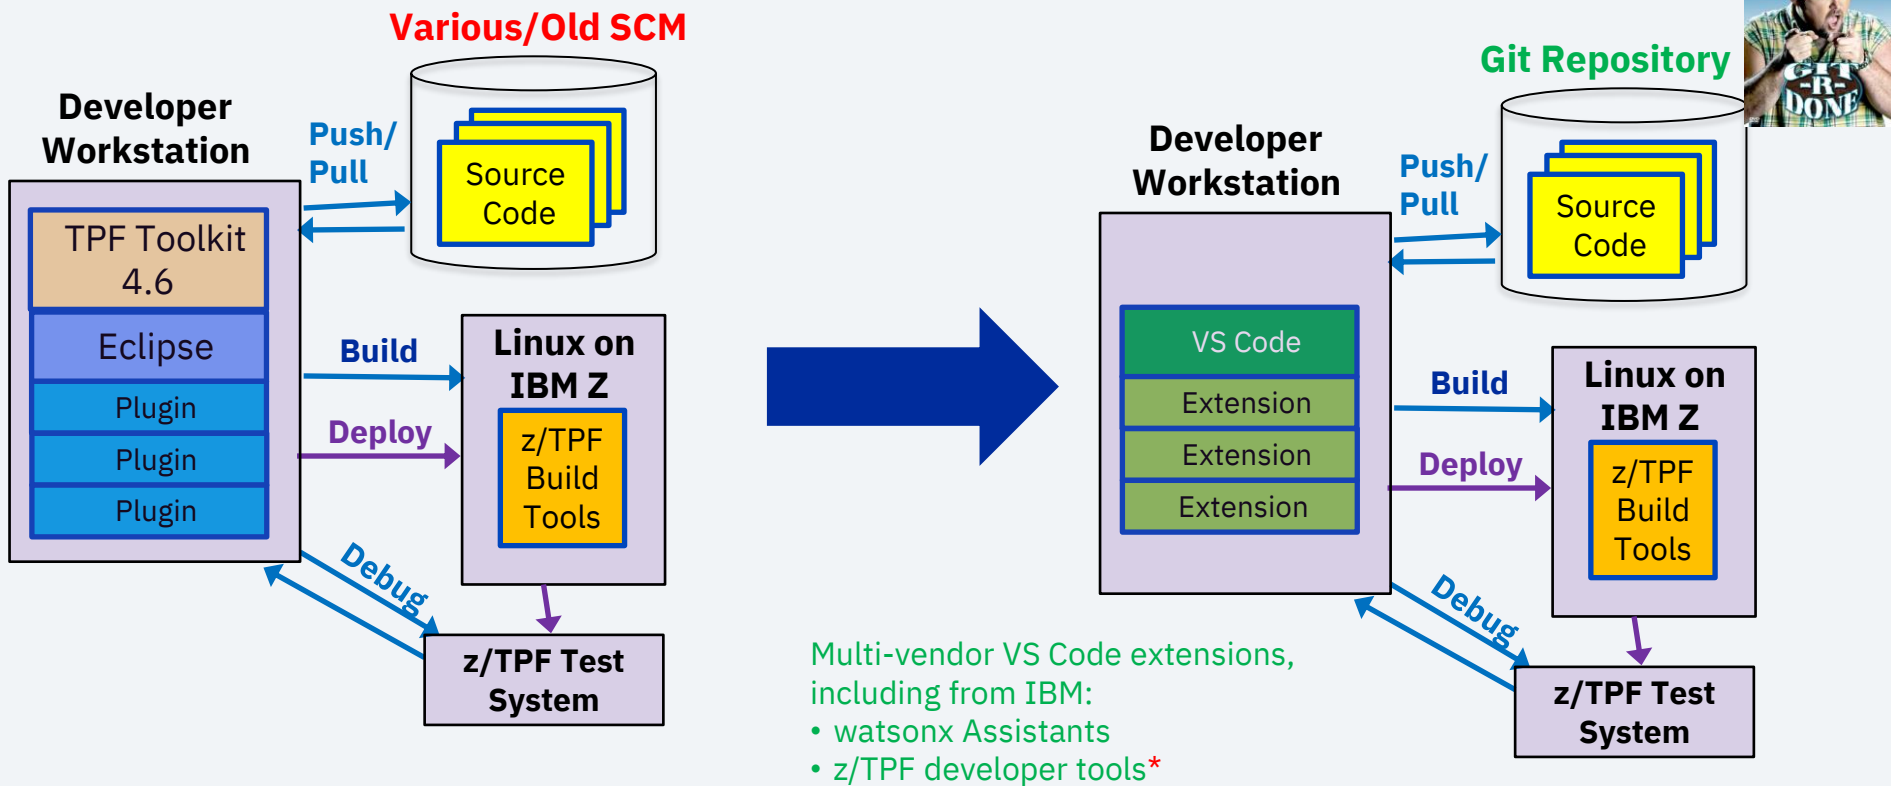 Various/Old SCM
Developer
Workstation
Push/
Pull
Source
Code
TPF Toolkit
4.6
Eclipse
Plugin
Plugin
Plugin
Build
Deploy
Linux on
IBM Z
z/TPF
Build
Tools
Debug
z/TPF Test
System
Git Repository
GIT
-R-
DONE
Developer
Workstation
Push/
Pull
Source
Code
VS Code
Extension
Extension
Extension
Build
Deploy
Linux on
IBM Z
z/TPF
Build
Tools
Debug
z/TPF Test
System
Multi-vendor VS Code extensions,
including from IBM:
• watsonx Assistants
• z/TPF developer tools*